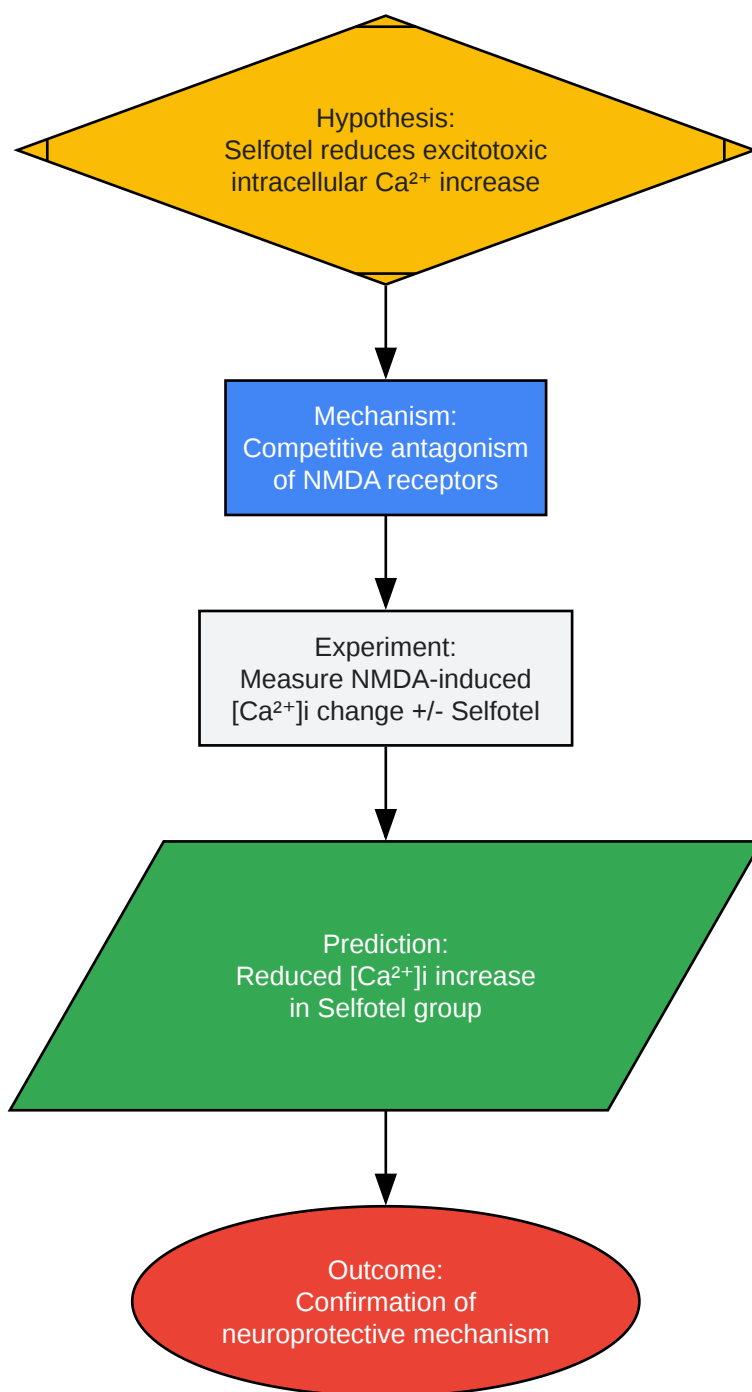 Hypothesis:
Selfotel reduces excitotoxic
intracellular Ca²⁺ increase
Mechanism:
Competitive antagonism
of NMDA receptors
Experiment:
Measure NMDA-induced
[Ca²⁺]i change +/- Selfotel
Prediction:
Reduced [Ca²⁺]i increase
in Selfotel group
Outcome:
Confirmation of
neuroprotective mechanism